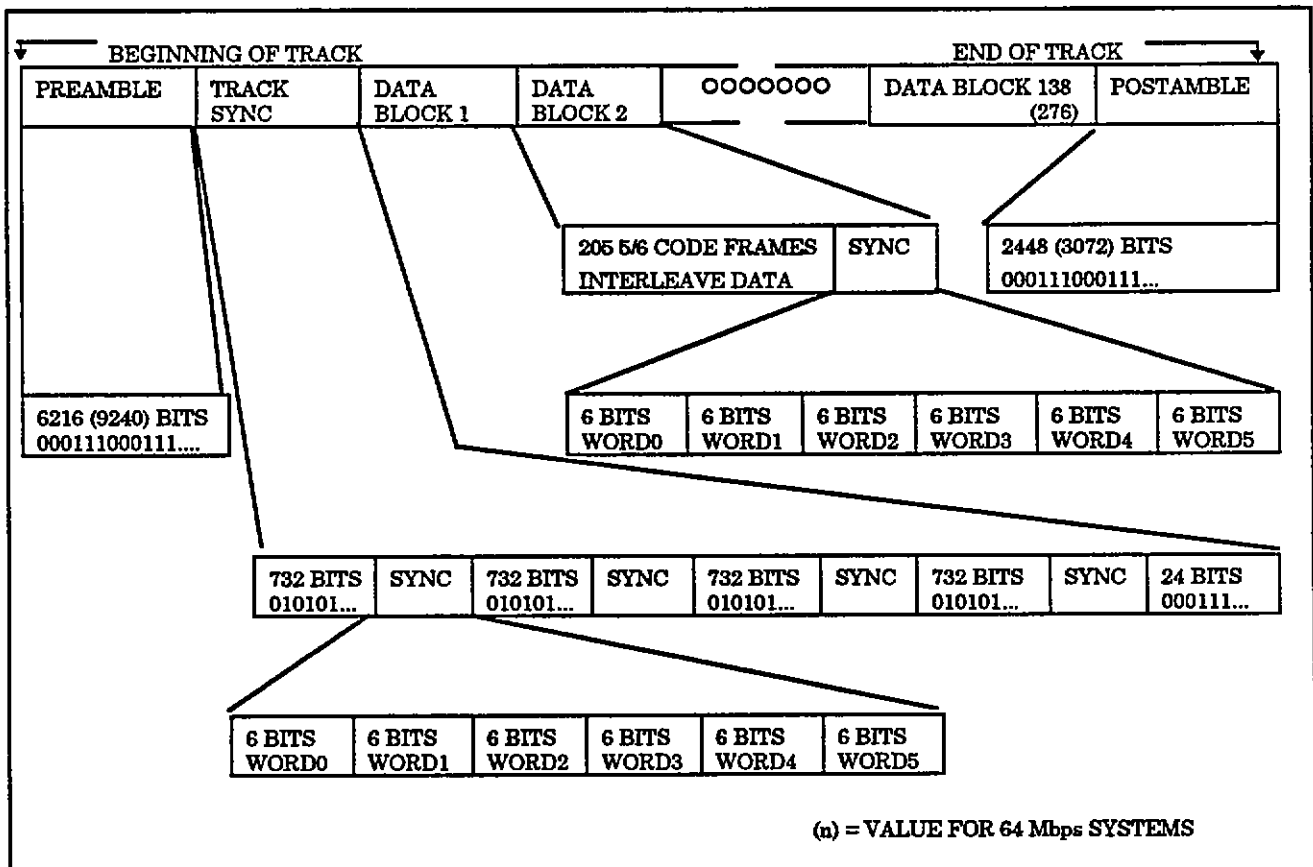 BEGINNING OF TRACK
END OF TRACK
PREAMBLE
TRACK
SYNC
DATA
BLOCK 1
DATA
BLOCK 2
OOOOOOO
DATA BLOCK 138
(276)
POSTAMBLE
205 5/6 CODE FRAMES
INTERLEAVE DATA
SYNC
2448 (3072) BITS
000111000111...
6 BITS
WORD0
6 BITS
WORD1
6 BITS
WORD2
6 BITS
WORD3
6 BITS
WORD4
6 BITS
WORD5
6216 (9240) BITS
000111000111....
732 BITS
010101...
SYNC
732 BITS
010101...
SYNC
732 BITS
010101...
SYNC
732 BITS
010101...
SYNC
24 BITS
000111...
6 BITS
WORD0
6 BITS
WORD1
6 BITS
WORD2
6 BITS
WORD3
6 BITS
WORD4
6 BITS
WORD5
(n) = VALUE FOR 64 Mbps SYSTEMS